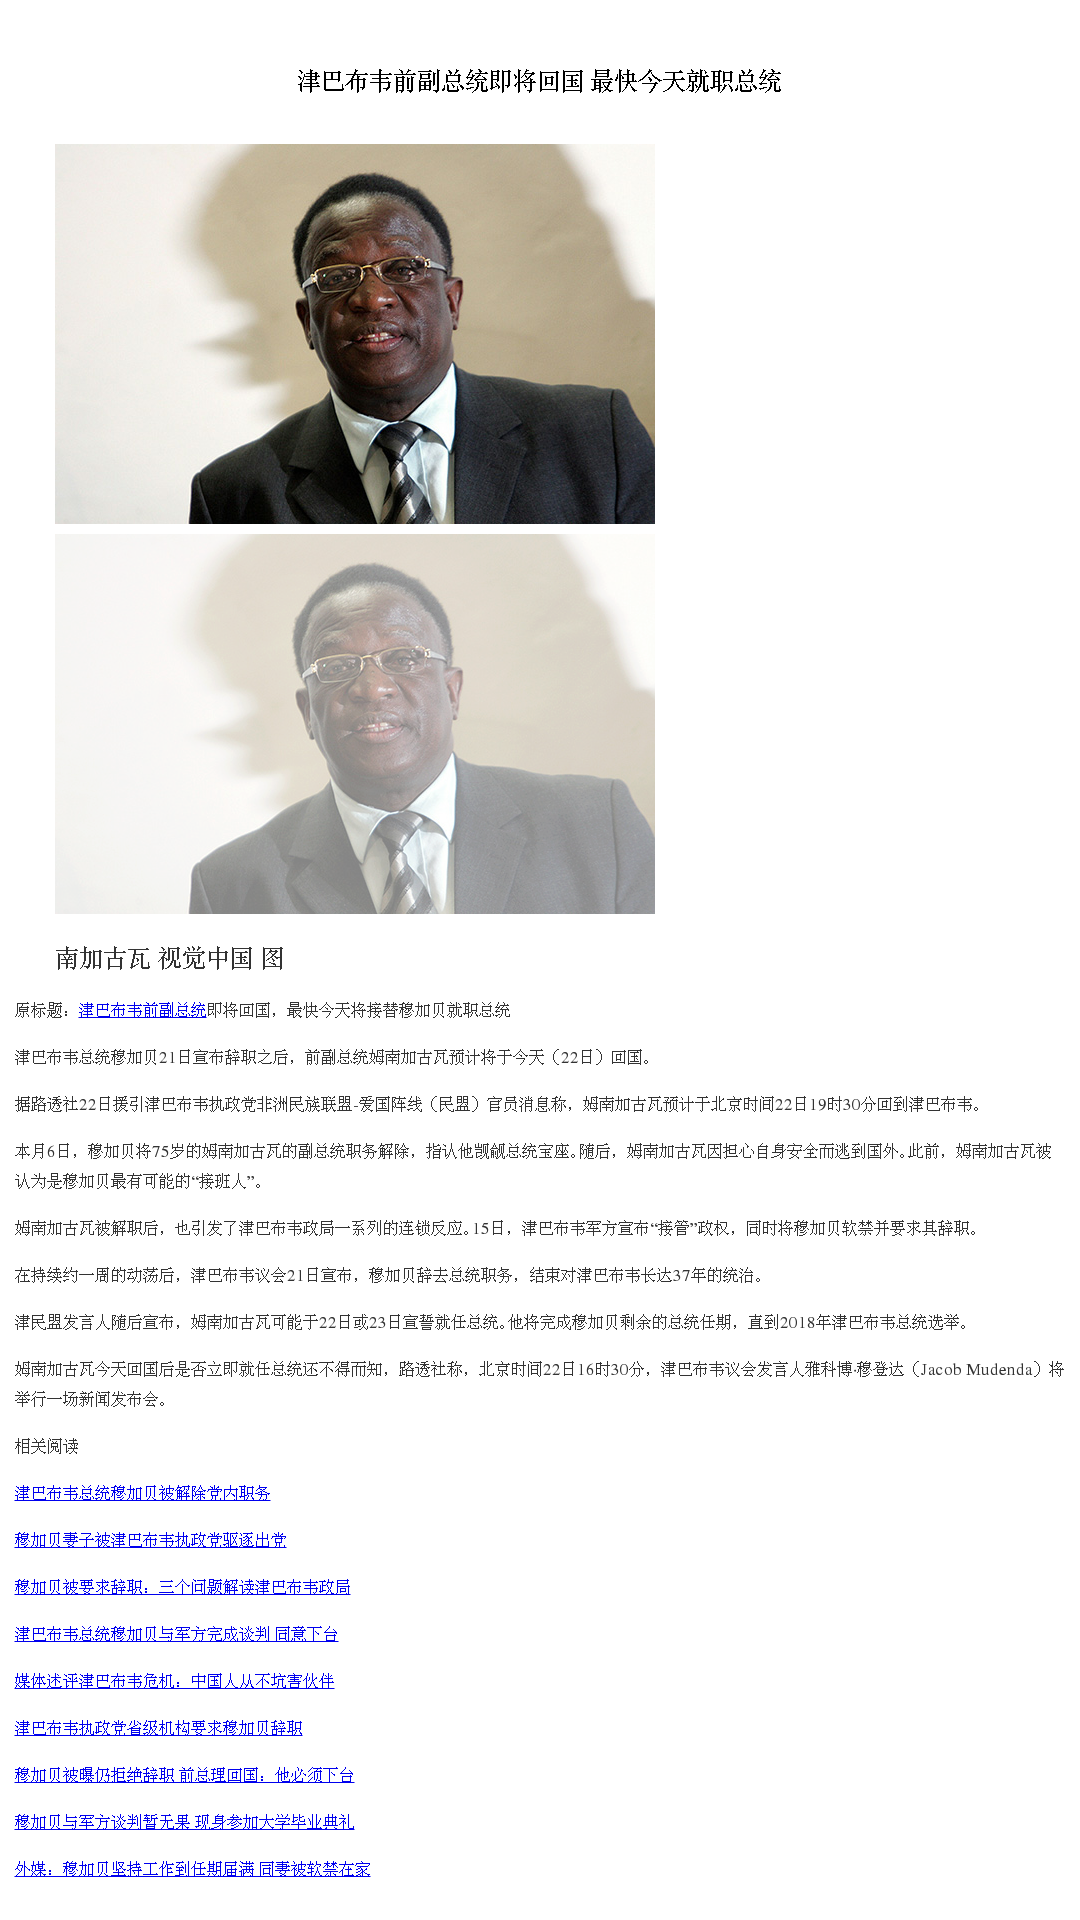 津巴布韦前副总统即将回国 最快今天就职总统
南加古瓦 视觉中国 图
原标题：津巴布韦前副总统即将回国，最快今天将接替穆加贝就职总统
津巴布韦总统穆加贝21日宣布辞职之后，前副总统姆南加古瓦预计将于今天（22日）回国。
据路透社22日援引津巴布韦执政党非洲民族联盟-爱国阵线（民盟）官员消息称，姆南加古瓦预计于北京时间22日19时30分回到津巴布韦。
本月6日，穆加贝将75岁的姆南加古瓦的副总统职务解除，指认他觊觎总统宝座。随后，姆南加古瓦因担心自身安全而逃到国外。此前，姆南加古瓦被
认为是穆加贝最有可能的“接班人”。
姆南加古瓦被解职后，也引发了津巴布韦政局一系列的连锁反应。15日，津巴布韦军方宣布“接管”政权，同时将穆加贝软禁并要求其辞职。
在持续约一周的动荡后，津巴布韦议会21日宣布，穆加贝辞去总统职务，结束对津巴布韦长达37年的统治。
津民盟发言人随后宣布，姆南加古瓦可能于22日或23日宣誓就任总统。他将完成穆加贝剩余的总统任期，直到2018年津巴布韦总统选举。
姆南加古瓦今天回国后是否立即就任总统还不得而知，路透社称，北京时间22日16时30分，津巴布韦议会发言人雅科博·穆登达（Jacob Mudenda）将
举行一场新闻发布会。
相关阅读
津巴布韦总统穆加贝被解除党内职务
穆加贝妻子被津巴布韦执政党驱逐出党
穆加贝被要求辞职：三个问题解读津巴布韦政局
津巴布韦总统穆加贝与军方完成谈判 同意下台
媒体述评津巴布韦危机：中国人从不坑害伙伴
津巴布韦执政党省级机构要求穆加贝辞职
穆加贝被曝仍拒绝辞职 前总理回国：他必须下台
穆加贝与军方谈判暂无果 现身参加大学毕业典礼
外媒：穆加贝坚持工作到任期届满 同妻被软禁在家